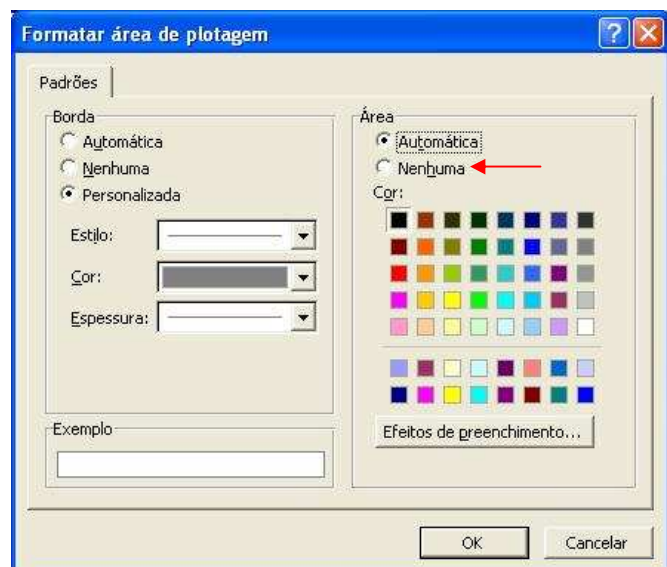 Formatar área de plotagem
Padrões
Borda
Automática
Nenhuma
Personalizada
Estilo:
Cor:
Espessura:
Exemplo
Área
Automática
Nenhuma
Cor:
Efeitos de preenchimento...
OK
Cancelar